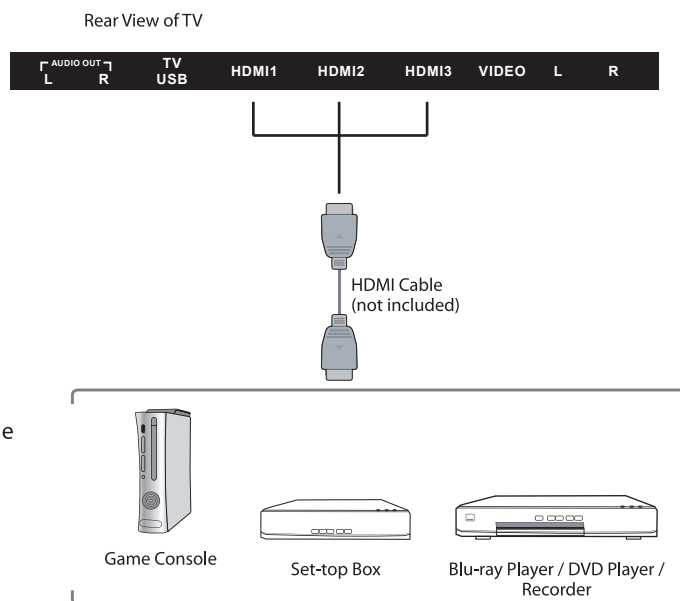 Rear View of TV
AUDIO OUT
L R
TV
USB
HDMI1 HDMI2 HDMI3 VIDEO L R
HDMI Cable
(not included)
e
Game Console
Set-top Box
Blu-ray Player / DVD Player /
Recorder